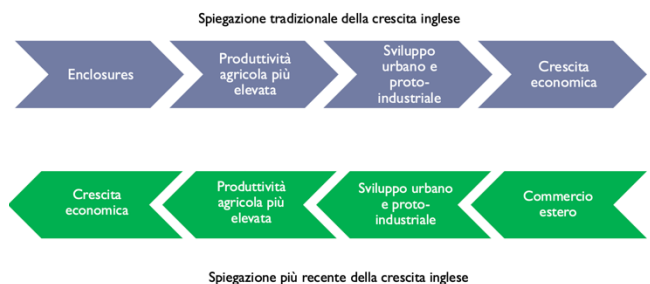 Spiegazione tradizionale della crescita inglese
Enclosures
Produttività
agricola più
elevata
Sviluppo
urbano e
proto-
industriale
Crescita
economica
Crescita
economica
Produttività
agricola più
elevata
Sviluppo urbano
e proto-
industriale
Commercio
estero
Spiegazione più recente della crescita inglese